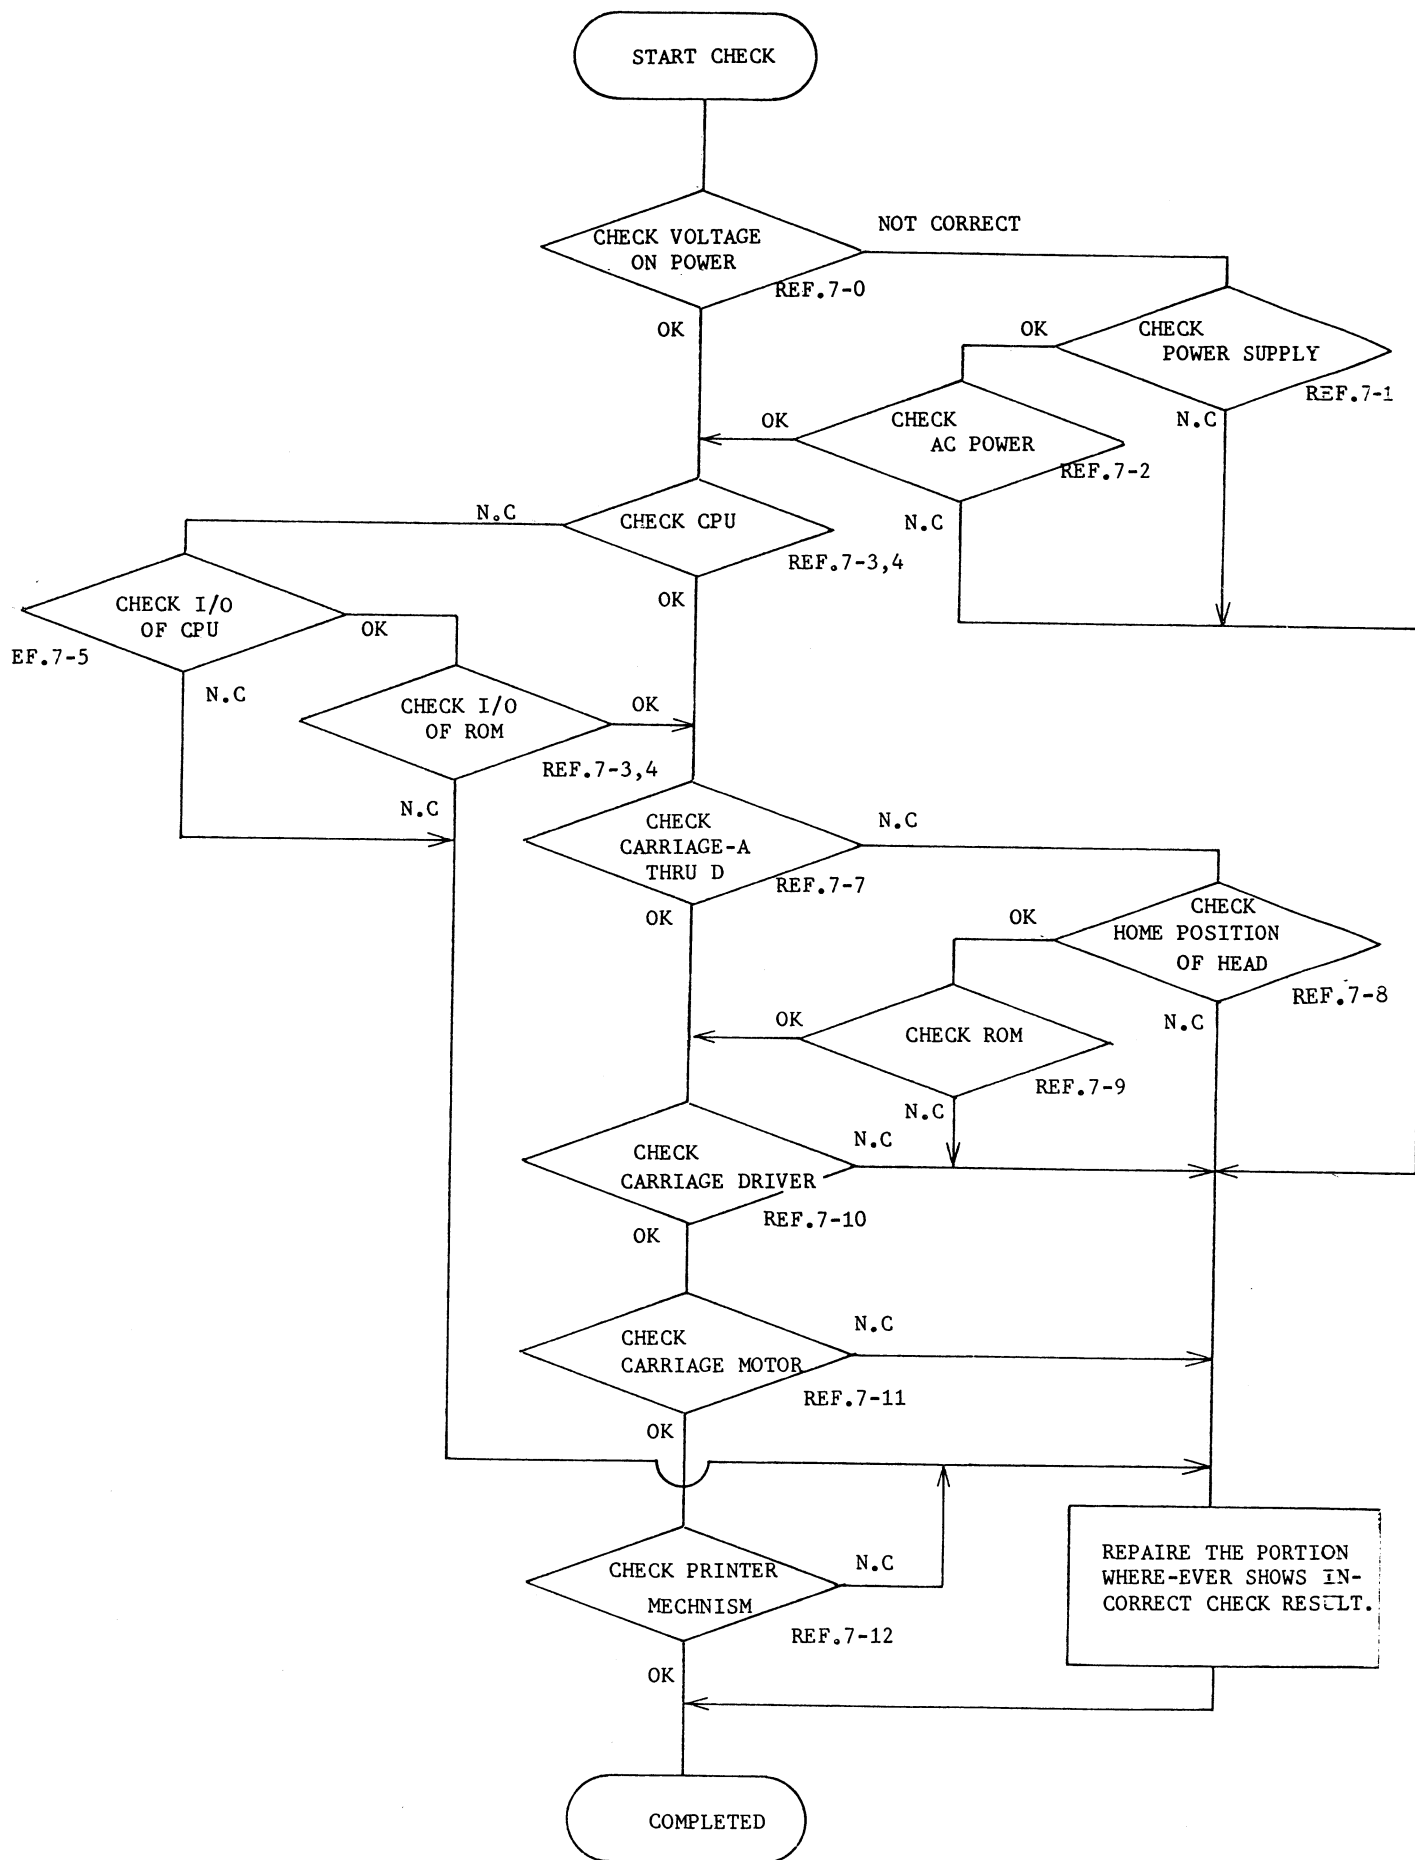 START CHECK
NOT CORRECT
CHECK VOLTAGE
ON POWER
REF.7-0
OK
OK
CHECK
POWER SUPPLY
REF.7-1
N.C
OK
CHECK
AC POWER
REF.7-2
N.C
N.C
CHECK CPU
REF.7-3,4
OK
CHECK I/O
OF CPU
OK
EF.7-5
N.C
CHECK I/O
OF ROM
OK
REF.7-3,4
N.C
CHECK
CARRIAGE-A
THRU D
N.C
REF.7-7
OK
OK
CHECK
HOME POSITION
OF HEAD
REF.7-8
N.C
OK
CHECK ROM
REF.7-9
N.C
CHECK
CARRIAGE DRIVER
N.C
REF.7-10
OK
CHECK
CARRIAGE MOTOR
N.C
REF.7-11
OK
CHECK PRINTER
MECHNISM
N.C
REF.7-12
OK
REPAIRE THE PORTION
WHERE-EVER SHOWS IN-
CORRECT CHECK RESULT.
COMPLETED